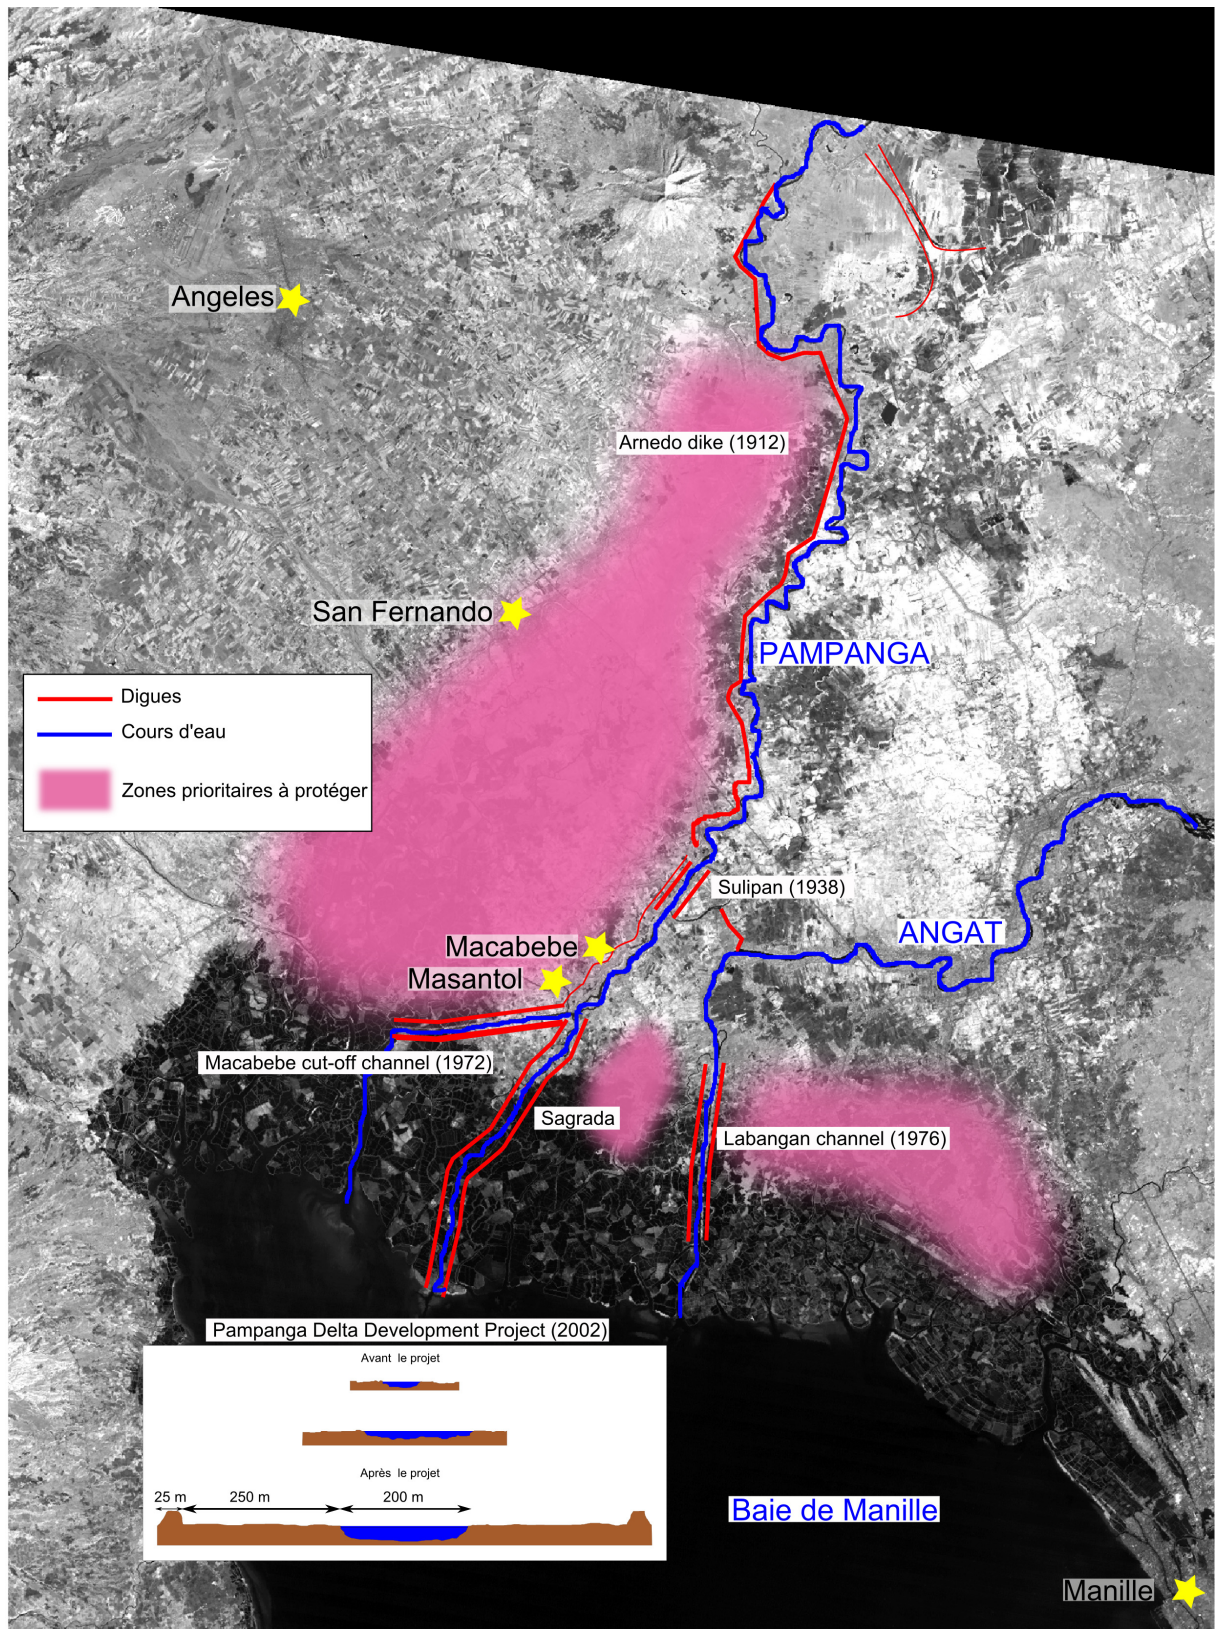 Angeles
Arnedo dike (1912)
San Fernando
PAMPANGA
Digues
Cours d'eau
Zones prioritaires à protéger
Sulipan (1938)
ANGAT
Macabebe
Masantol
Macabebe cut-off channel (1972)
Sagrada
Labangan channel (1976)
Pampanga Delta Development Project (2002)
Avant le projet
Après le projet
25 m
250 m
200 m
Baie de Manille
Manille